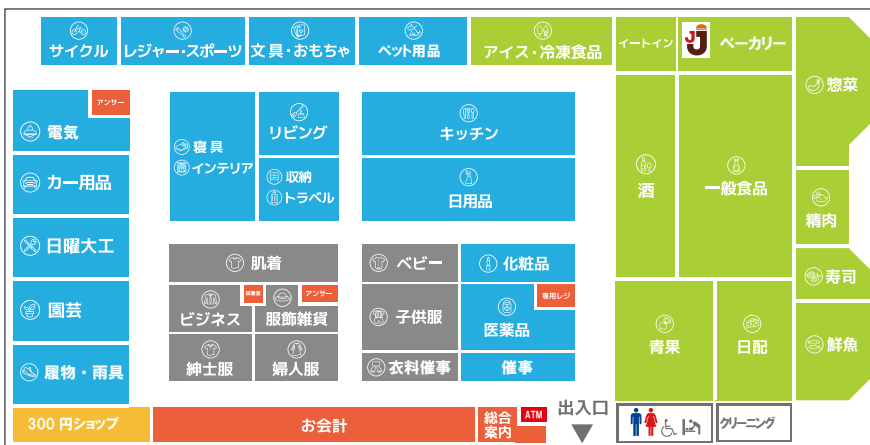 サイクル
レジャー・スポーツ
文具・おもちゃ
ペット用品
アイス・冷凍食品
イートイン
JJ
ベーカリー
惣菜
アンサー
電気
カー用品
日曜大工
園芸
履物・雨具
寝具
インテリア
リビング
収納
トラベル
キッチン
日用品
酒
一般食品
精肉
寿司
鮮魚
肌着
ビジネス
アンサー
服飾雑貨
紳士服
婦人服
ベビー
化粧品
子供服
専用レジ
医薬品
衣料催事
催事
青果
日配
300円ショップ
お会計
総合
案内
ATM
出入口
クリーニング